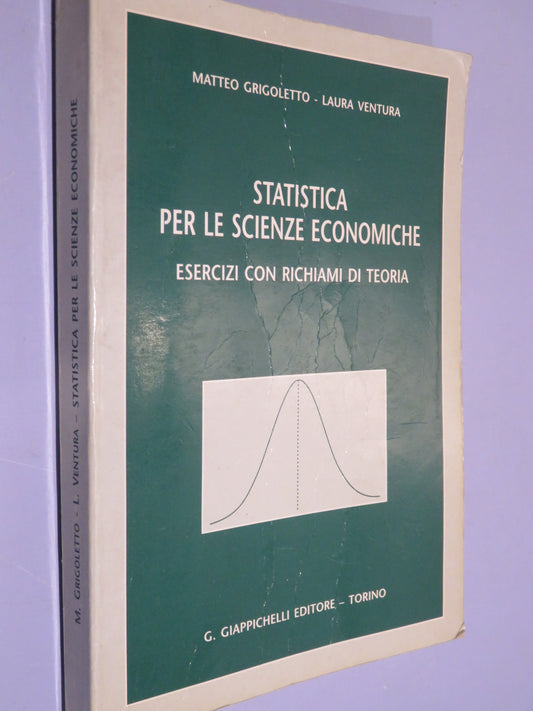 MATTEO GRIGOLETTO - LAURA VENTURA
STATISTICA
PER LE SCIENZE ECONOMICHE
ESERCIZI CON RICHIAMI DI TEORIA
G. GIAPPICHELLI EDITORE – TORINO
M. GRIGOLETTO - L. VENTURA – STATISTICA PER LE SCIENZE ECONOMICHE